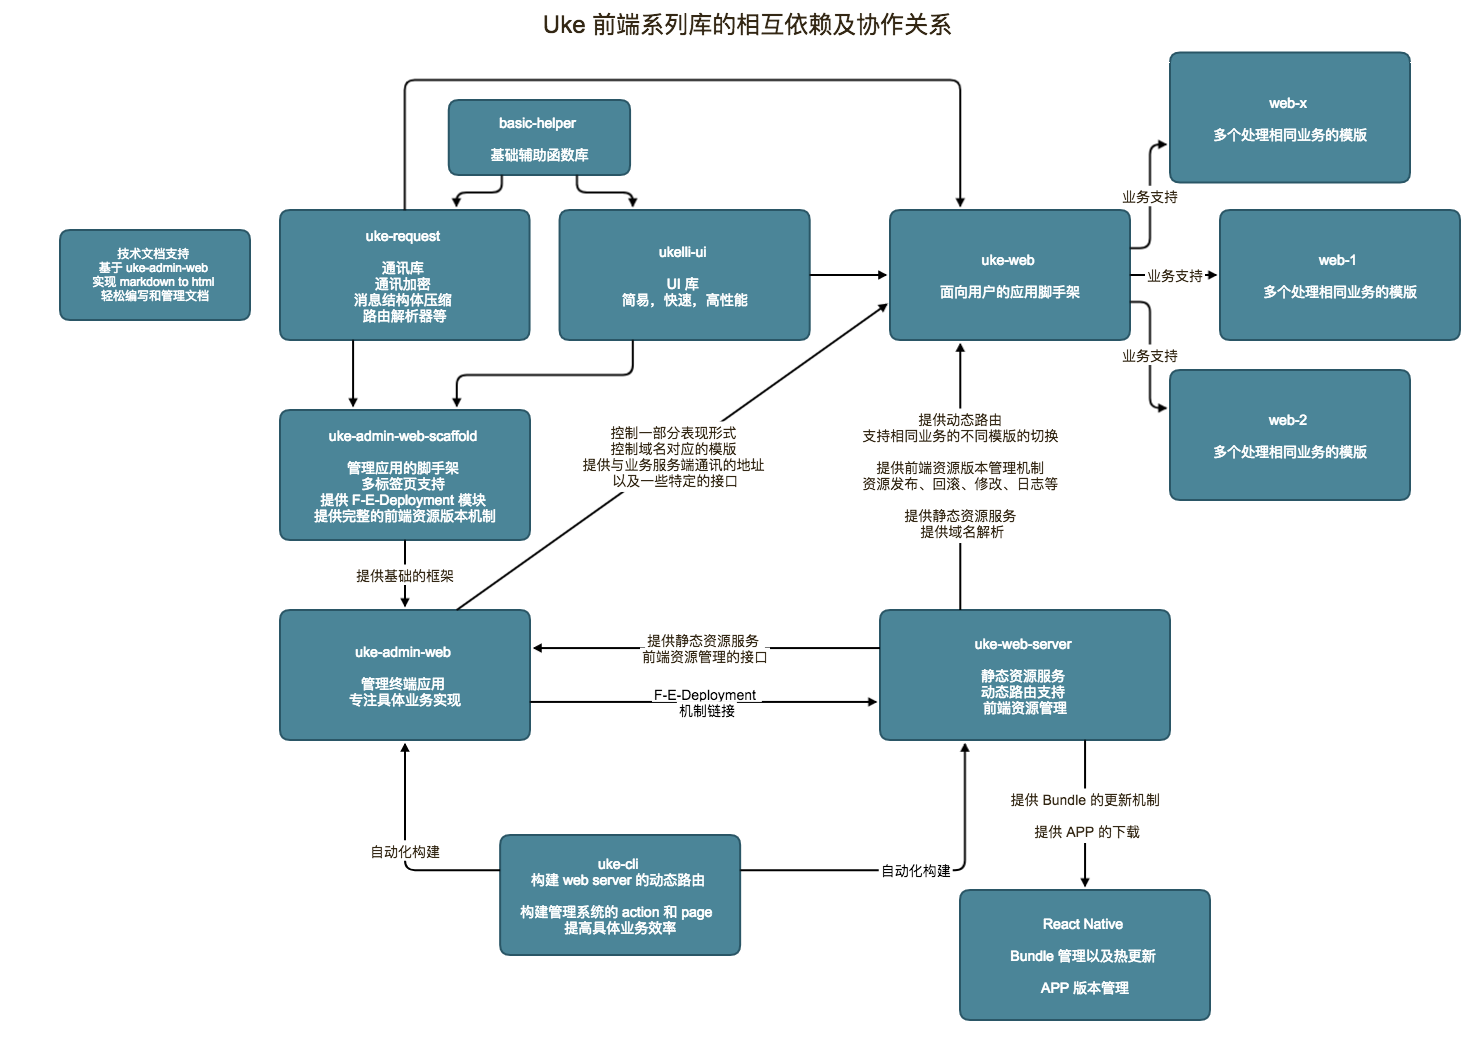 Uke 前端系列库的相互依赖及协作关系
basic-helper
基础辅助函数库
web-x
多个处理相同业务的模版
业务支持
技术文档支持
基于 uke-admin-web
实现 markdown to html
轻松编写和管理文档
uke-request
通讯库
通讯加密
消息结构体压缩
路由解析器等
ukelli-ui
UI 库
简易，快速，高性能
uke-web
面向用户的应用脚手架
业务支持
web-1
多个处理相同业务的模版
业务支持
web-2
多个处理相同业务的模版
uke-admin-web-scaffold
管理应用的脚手架
多标签页支持
提供 F-E-Deployment 模块
提供完整的前端资源版本机制
控制一部分表现形式
控制域名对应的模版
提供与业务服务端通讯的地址
以及一些特定的接口
提供动态路由
支持相同业务的不同模版的切换
提供前端资源版本管理机制
资源发布、回滚、修改、日志等
提供静态资源服务
提供域名解析
提供基础的框架
uke-admin-web
管理终端应用
专注具体业务实现
提供静态资源服务
前端资源管理的接口
F-E-Deployment
机制链接
uke-web-server
静态资源服务
动态路由支持
前端资源管理
提供 Bundle 的更新机制
提供 APP 的下载
自动化构建
uke-cli
构建 web server 的动态路由
构建管理系统的 action 和 page
提高具体业务效率
自动化构建
React Native
Bundle 管理以及热更新
APP 版本管理